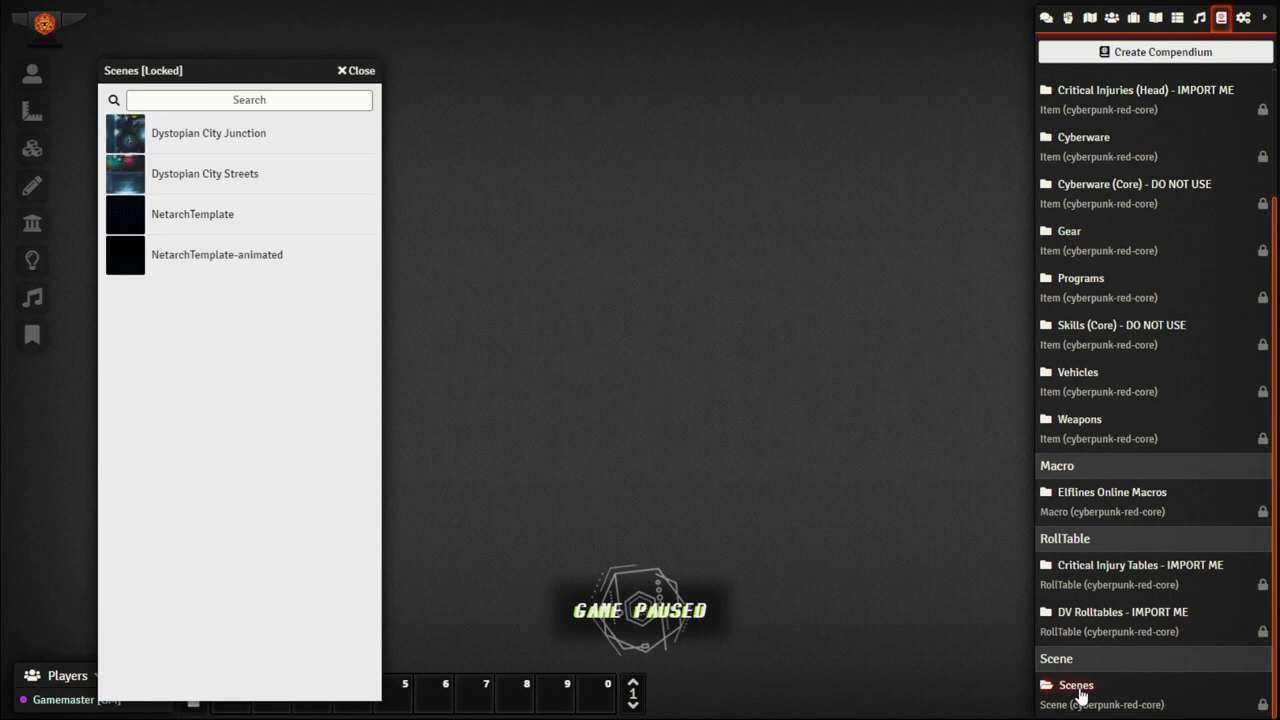 Scenes [Locked]
Close
Search
Dystopian City Junction
Dystopian City Streets
NetarchTemplate
NetarchTemplate-animated
Create Compendium
Critical Injuries (Head) - IMPORT ME
Item (cyberpunk-red-core)
Cyberware
Item (cyberpunk-red-core)
Cyberware (Core) - DO NOT USE
Item (cyberpunk-red-core)
Gear
Item (cyberpunk-red-core)
Programs
Item (cyberpunk-red-core)
Skills (Core) - DO NOT USE
Item (cyberpunk-red-core)
Vehicles
Item (cyberpunk-red-core)
Weapons
Item (cyberpunk-red-core)
Macro
Elflines Online Macros
Macro (cyberpunk-red-core)
RollTable
Critical Injury Tables - IMPORT ME
RollTable (cyberpunk-red-core)
DV Rolltables - IMPORT ME
RollTable (cyberpunk-red-core)
Scene
Scenes
Scene (cyberpunk-red-core)
GAME PAUSED
Players
Gamemaster
5 6 7 8 9 0
1